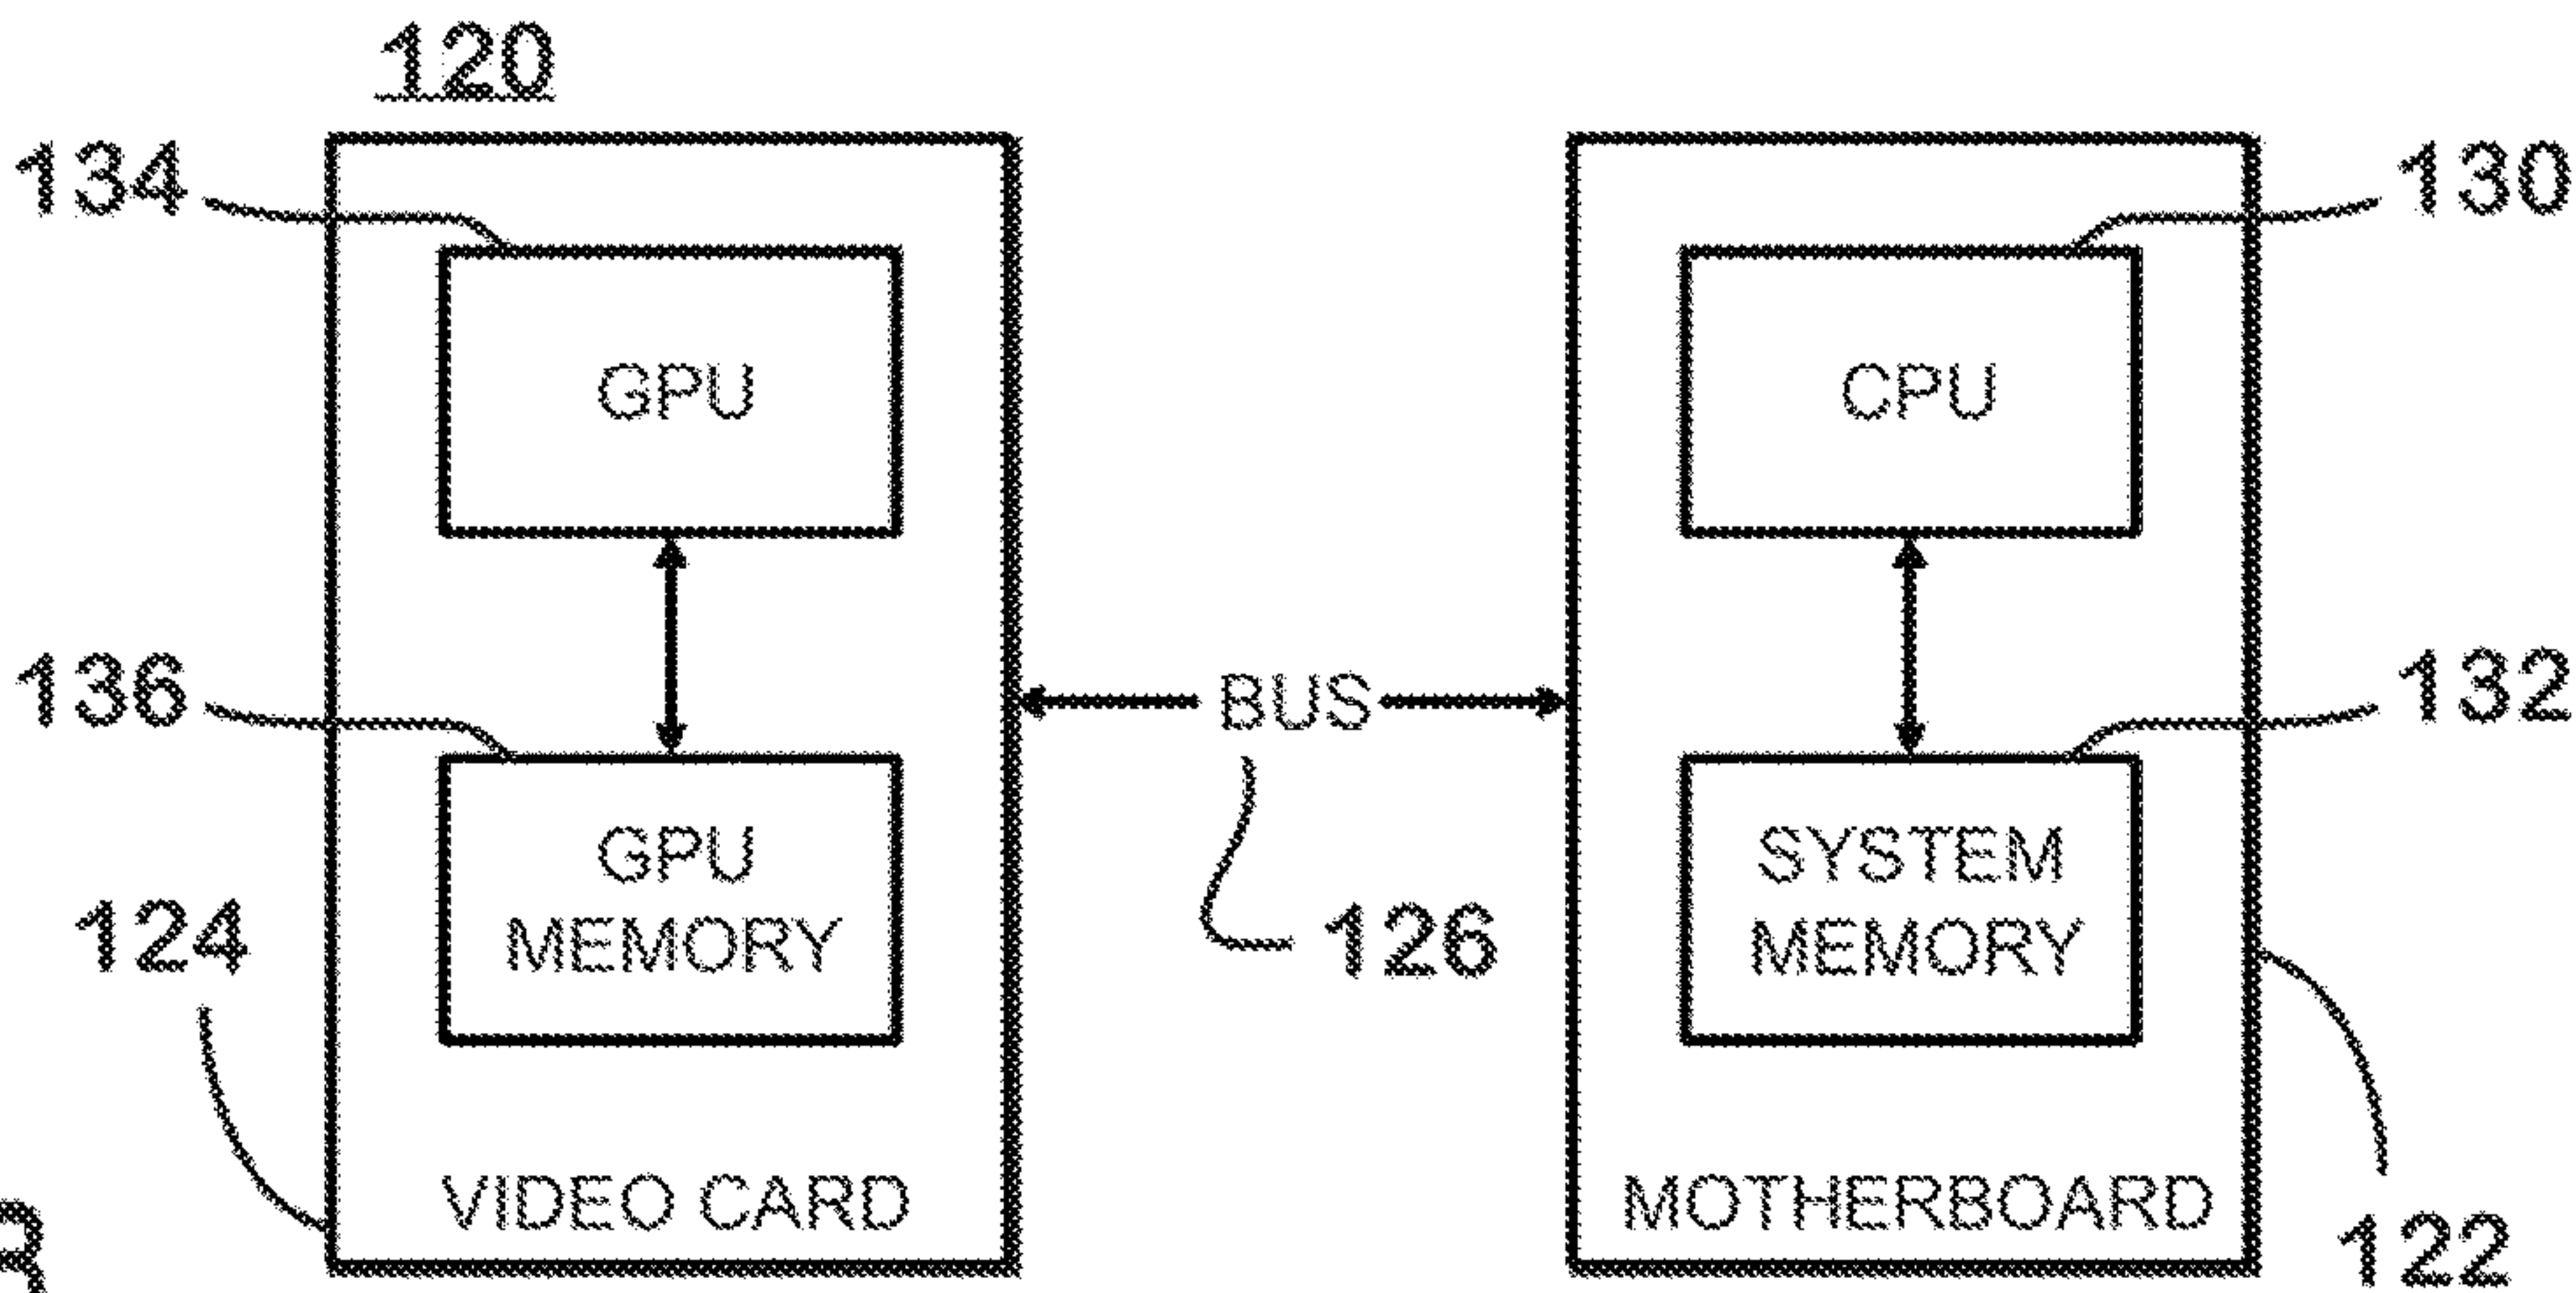 120
134
130
GPU
CPU
136
132
BUS
GPU
MEMORY
SYSTEM
MEMORY
124
126
VIDEO CARD
MOTHERBOARD
122